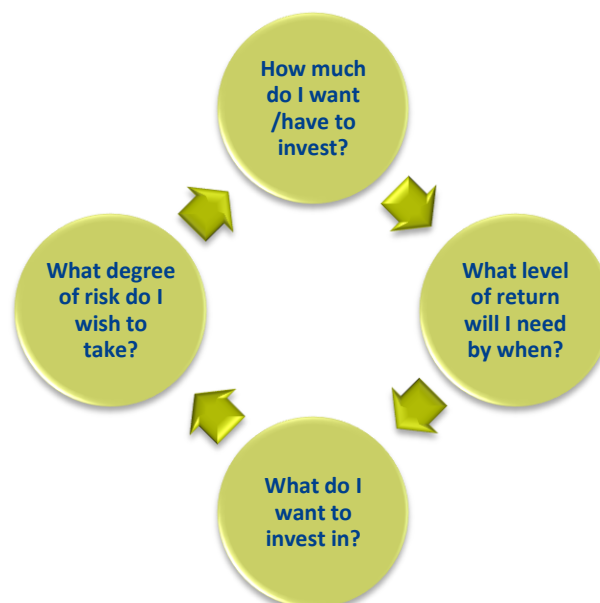 How much
do I want
/have to
invest?
What level
of return
will I need
by when?
What do I
want to
invest in?
What degree
of risk do I
wish to
take?